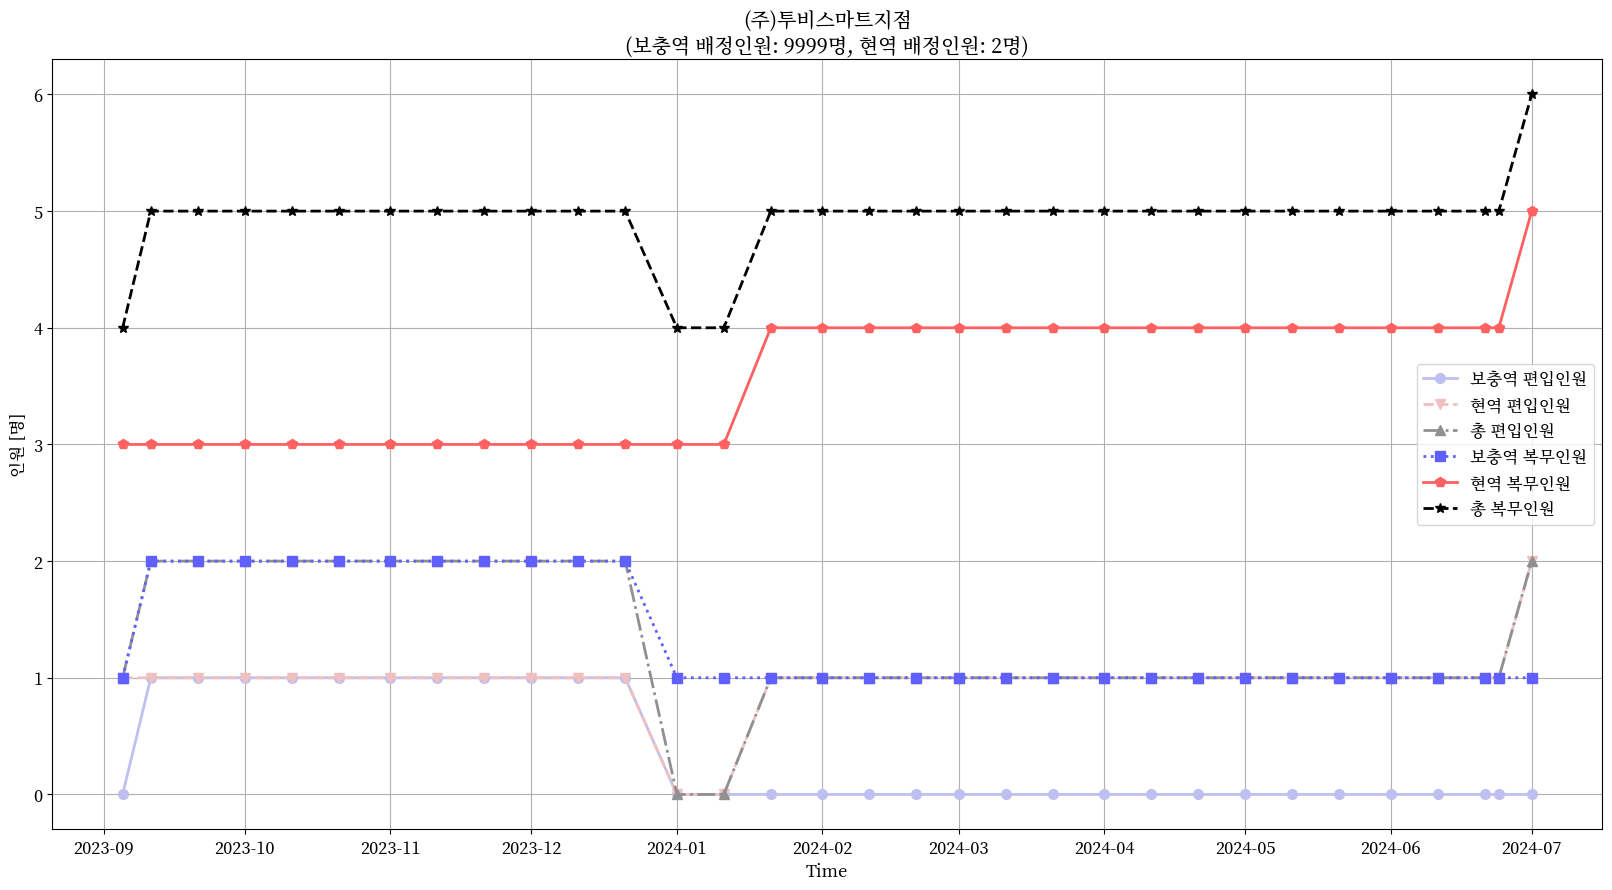 (주)투비스마트지점
(보충역 배정인원: 9999명, 현역 배정인원: 2명)
인원 [명]
6
5
4
3
2
1
0
보충역 편입인원
현역 편입인원
총 편입인원
보충역 복무인원
현역 복무인원
총 복무인원
2023-09 2023-10 2023-11 2023-12 2024-01 2024-02 2024-03 2024-04 2024-05 2024-06 2024-07
Time